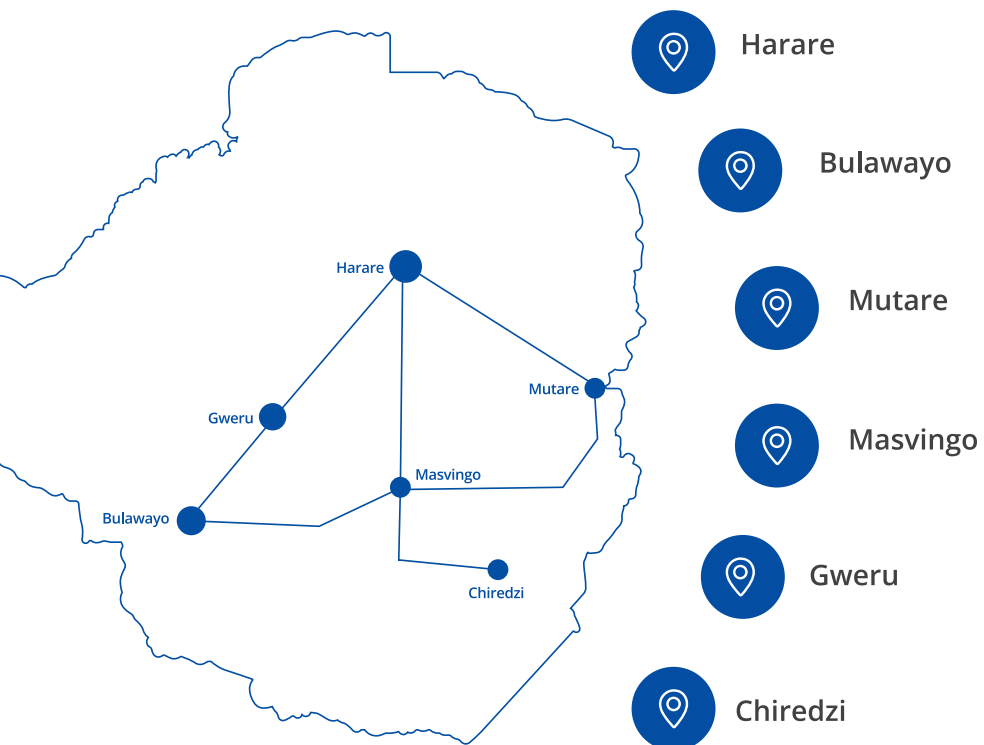 Harare
Gweru
Bulawayo
Masvingo
Mutare
Chiredzi
Harare
Bulawayo
Mutare
Masvingo
Gweru
Chiredzi